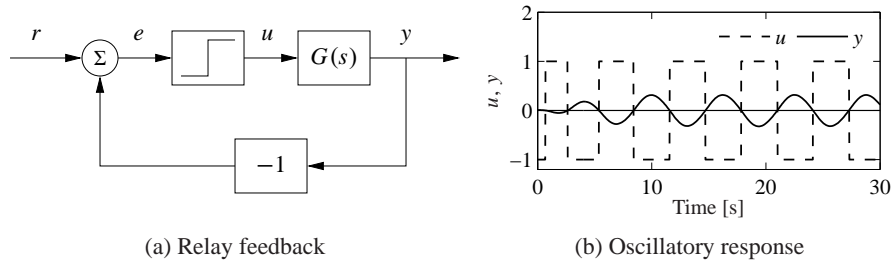 r
Σ
e
u
G(s)
y
−1
(a) Relay feedback
2
1
0
−1
u, y
u
y
0
10
20
30
Time [s]
(b) Oscillatory response